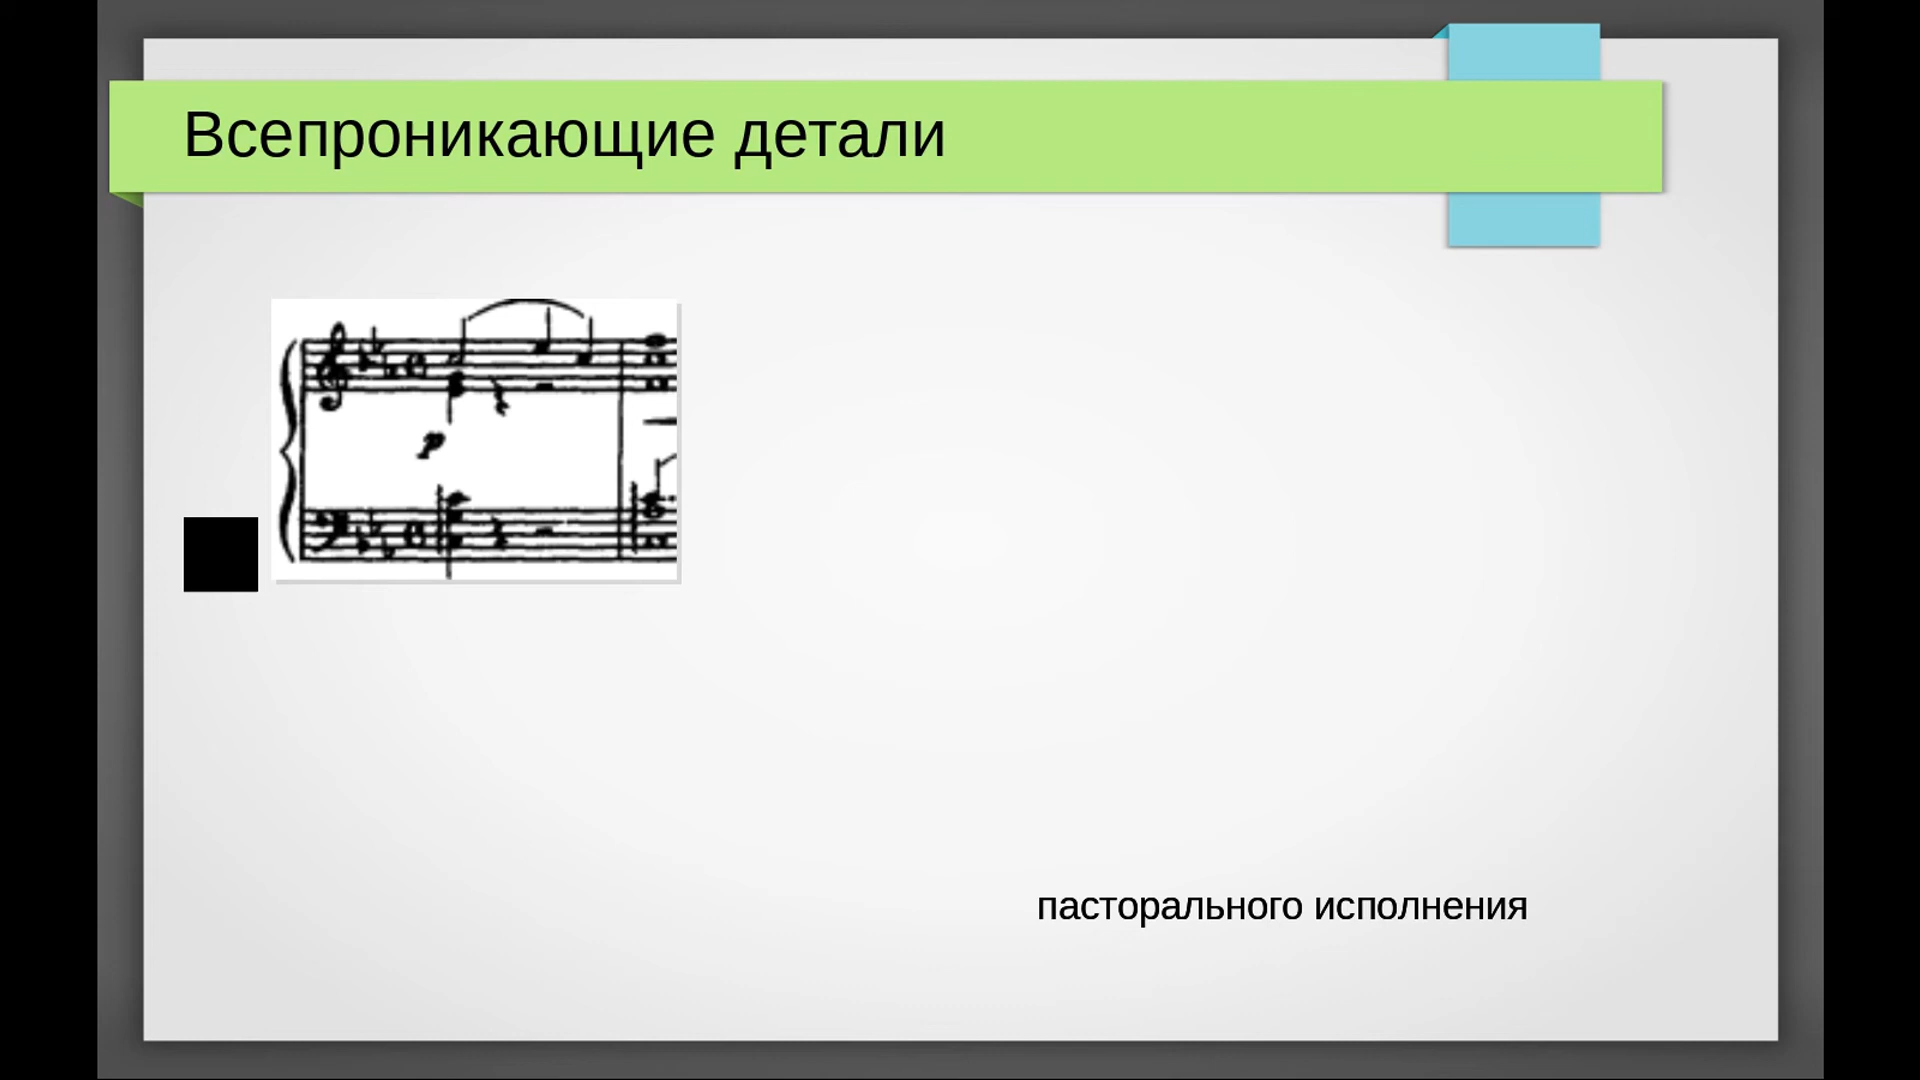 Всепроникающие детали
p
пасторального исполнения